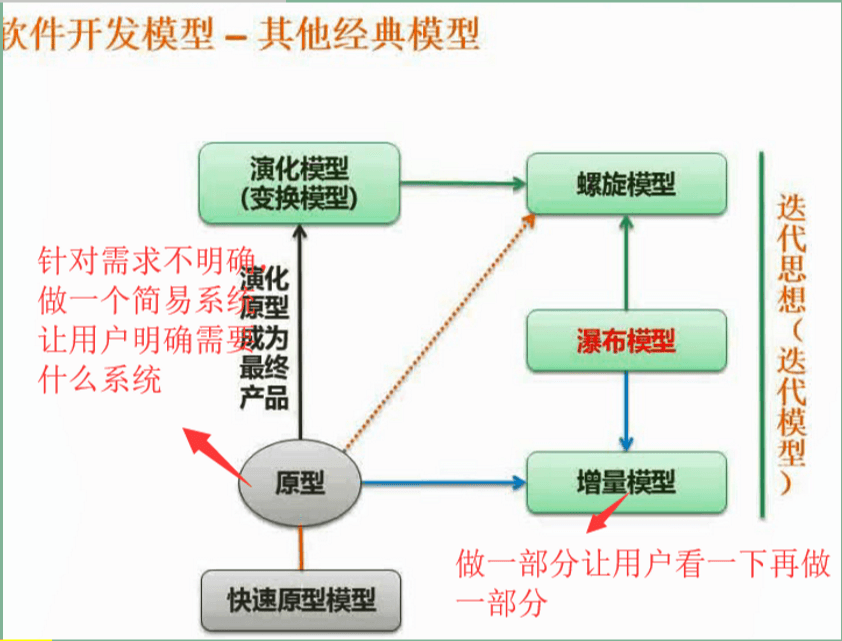 软件开发模型 – 其他经典模型
演化模型
(变换模型)
螺旋模型
针对需求不明确,
做一个简易系统
让用户明确需要
什么系统
演化
原型
成为
最终
产品
瀑布模型
迭代思想(迭代模型)
原型
增量模型
做一部分让用户看一下再做
一部分
快速原型模型